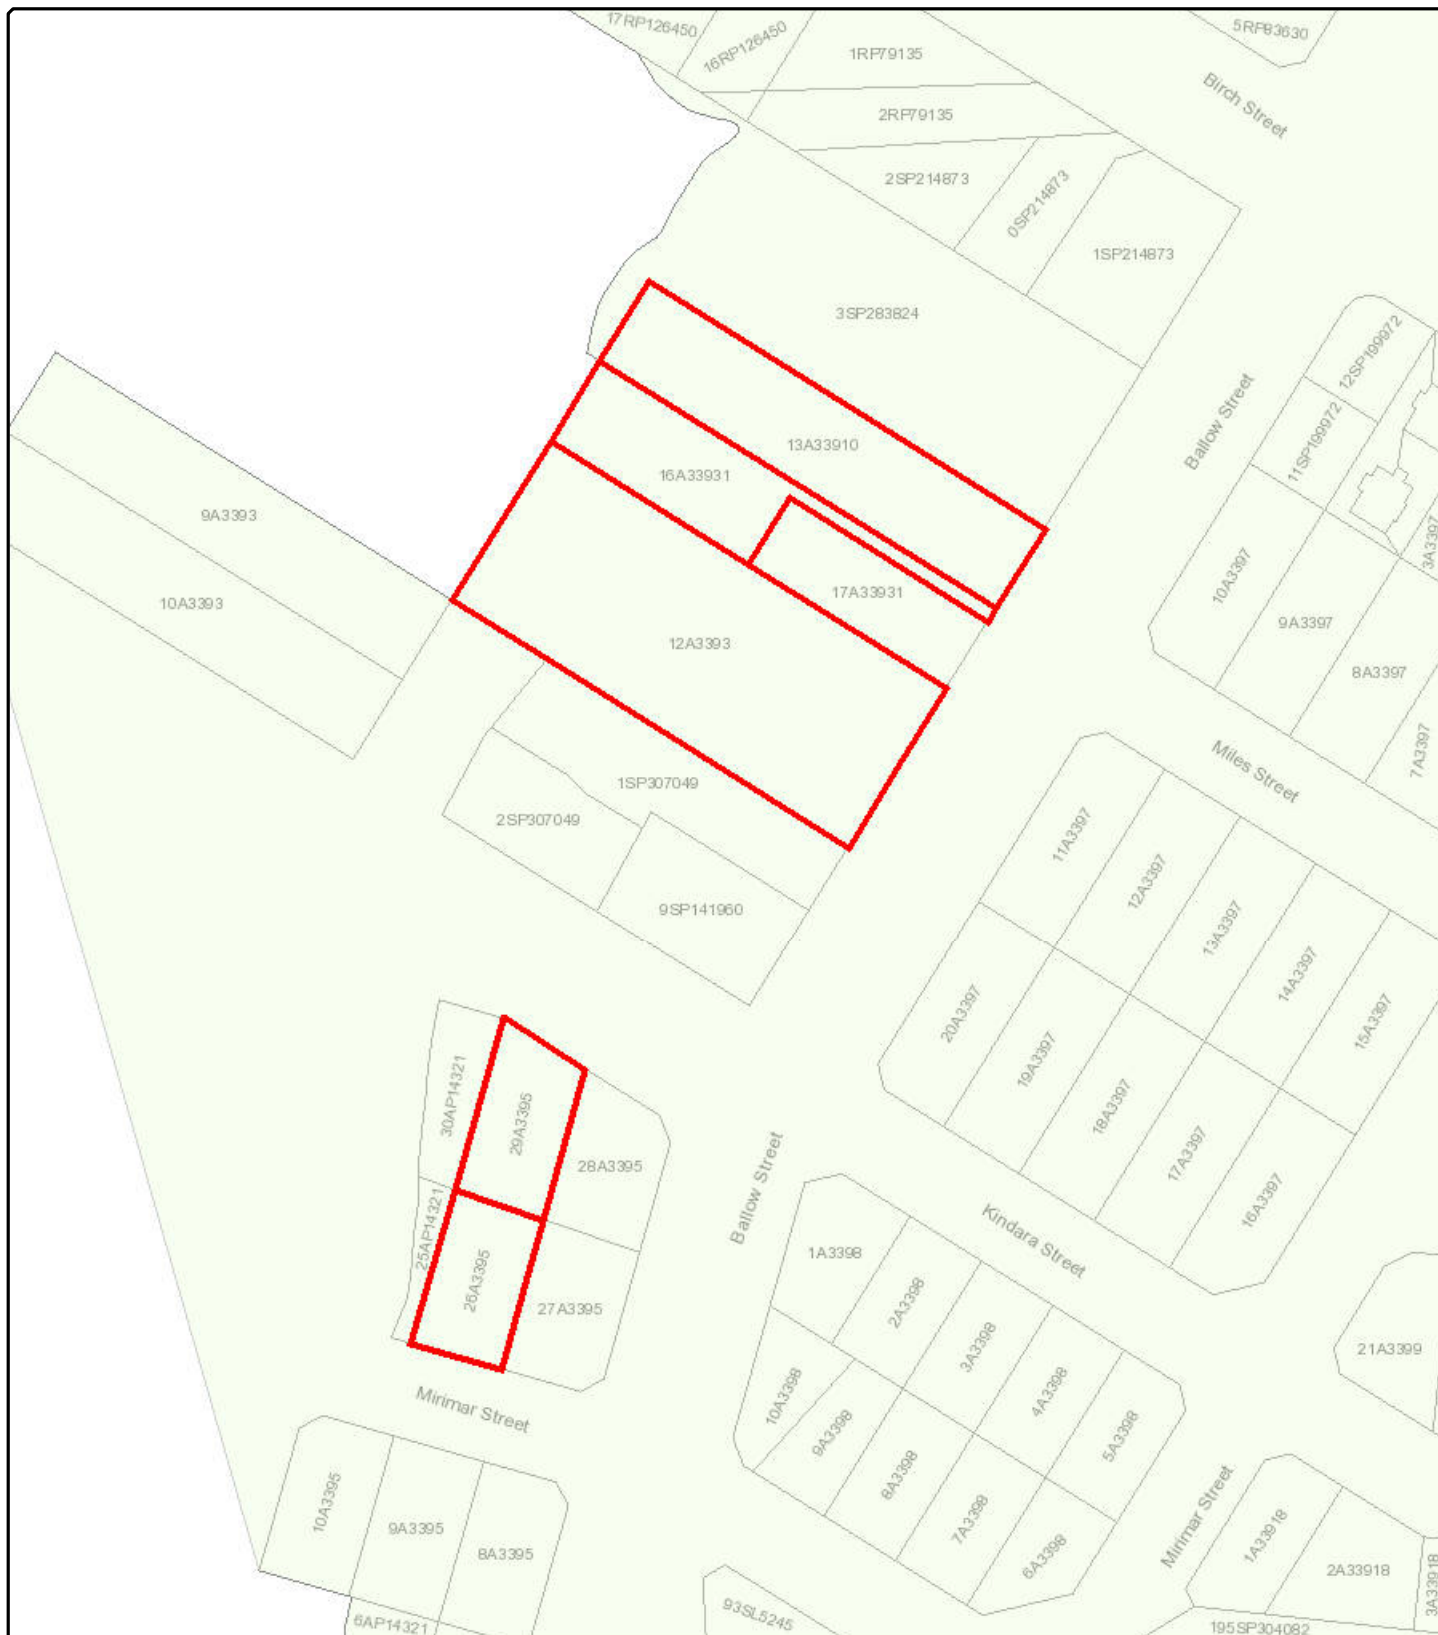 17RP126450
16RP126450
1RP79135
5RP83630
Birch Street
2RP79135
2SP214873
0SP214873
1SP214873
3SP283824
12SP199972
11SP199972
Ballow Street
13A33910
16A33931
9A3393
3A3397
10A3397
17A33931
10A3393
9A3397
12A3393
8A3397
7A3397
Miles Street
1SP307049
2SP307049
11A3397
12A3397
9SP141960
13A3397
14A3397
20A3397
15A3397
19A3397
30AP14321
29A3395
18A3397
28A3395
17A3397
Ballow Street
16A3397
25AP14321
Kindara Street
1A3398
26A3395
27A3395
2A3398
3A3398
21A3399
4A3398
10A3398
Mirimar Street
9A3398
5A3398
8A3398
10A3395
9A3395
8A3395
7A3398
6A3398
Mirimar Street
1A33918
2A33918
3A33918
93SL5245
6AP14321
195SP304082